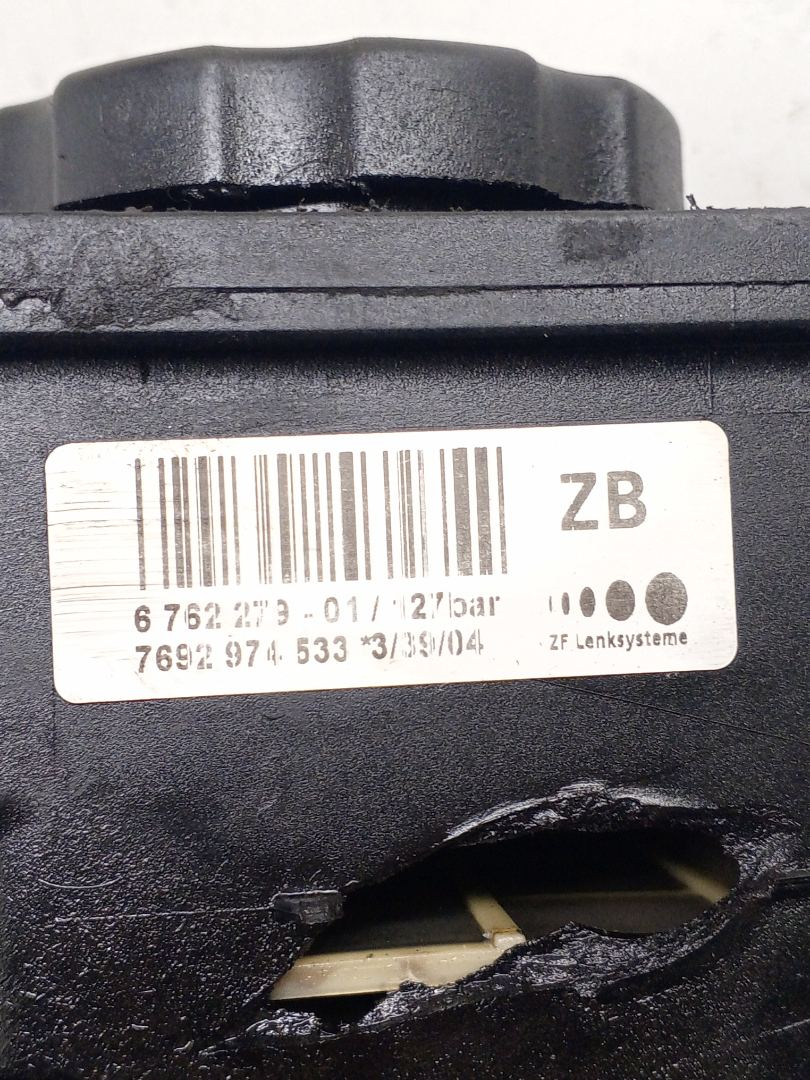 ZB
6 762 279 - 01 / 127bar
7692 974 533 *3/39/04
ZF Lenksysteme